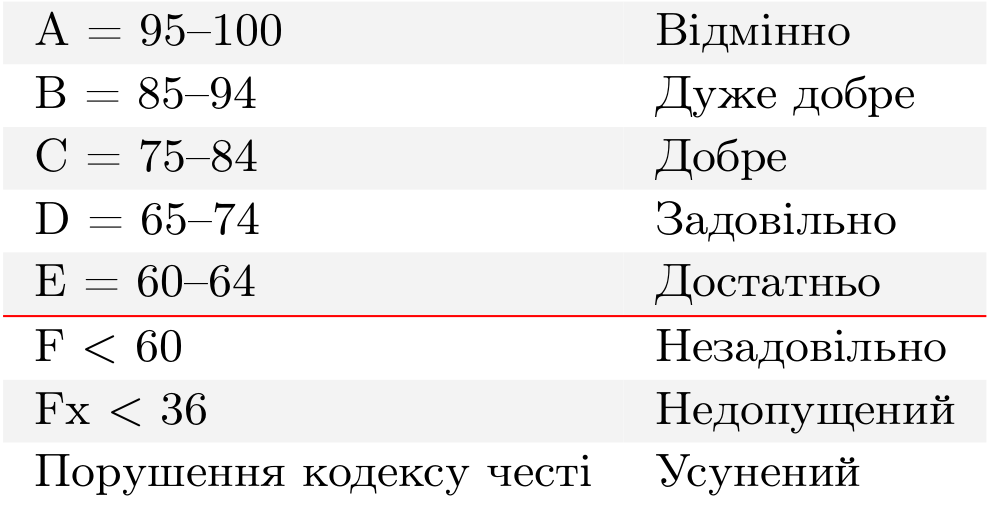 A = 95–100 Відмінно
B = 85–94 Дуже добре
C = 75–84 Добре
D = 65–74 Задовільно
E = 60–64 Достатньо
F < 60 Незадовільно
Fx < 36 Недопущений
Порушення кодексу честі Усунений